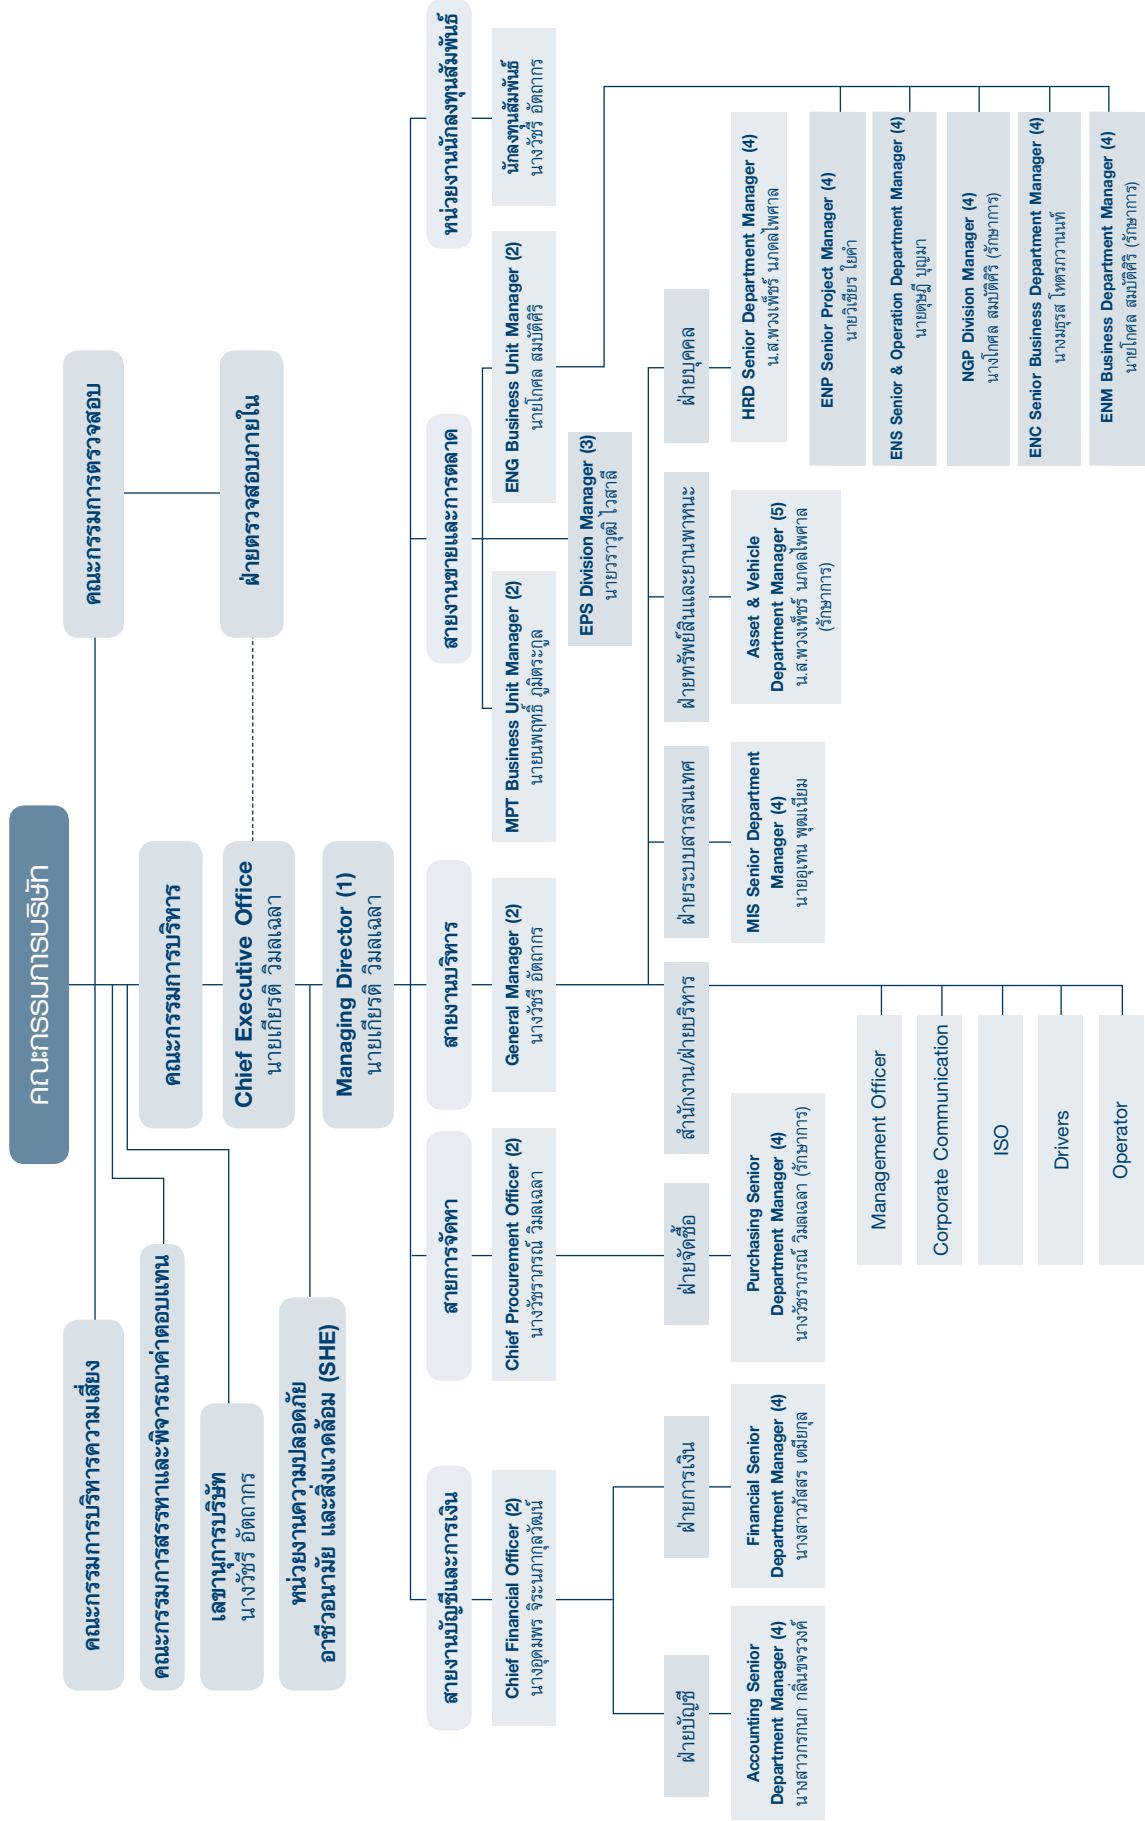 คณะกรรมการบริษัท
คณะกรรมการบริหารความเสี่ยง
คณะกรรมการตรวจสอบ
คณะกรรมการสรรหาและพิจารณาค่าตอบแทน
คณะกรรมการบริหาร
เลขานุการบริษัท
นางวัชรี อัตถากร
Chief Executive Office
นายเกียรติ วิมลเฉลา
ฝ่ายตรวจสอบภายใน
หน่วยงานความปลอดภัย
อาชีวอนามัย และสิ่งแวดล้อม (SHE)
Managing Director (1)
นายเกียรติ วิมลเฉลา
สายงานบัญชีและการเงิน
สายการจัดหา
สายงานบริหาร
สายงานขายและการตลาด
หน่วยงานนักลงทุนสัมพันธ์
Chief Financial Officer (2)
นางอุดมพร จิระนภากุลวัฒน์
Chief Procurement Officer (2)
นางวัชราภรณ์ วิมลเฉลา
General Manager (2)
นางวัชรี อัตถากร
MPT Business Unit Manager (2)
นายนพฤทธิ์ ภูมิตระกูล
ENG Business Unit Manager (2)
นายโกศล สมบัติศิริ
นักลงทุนสัมพันธ์
นางวัชรี อัตถากร
EPS Division Manager (3)
นายวราวุฒิ ไวสาลี
ฝ่ายบัญชี
ฝ่ายการเงิน
ฝ่ายจัดซื้อ
สำนักงาน/ฝ่ายบริหาร
ฝ่ายระบบสารสนเทศ
ฝ่ายทรัพย์สินและยานพาหนะ
ฝ่ายบุคคล
Accounting Senior
Department Manager (4)
นางสาวกรกนก กลิ่นขจรวงค์
Financial Senior
Department Manager (4)
นางสาวภัสสร เตมียกุล
Purchasing Senior
Department Manager (4)
นางวัชราภรณ์ วิมลเฉลา (รักษาการ)
MIS Senior Department
Manager (4)
นายอุเทน พุฒเนียม
Asset & Vehicle
Department Manager (5)
น.ส.พวงเพ็ชร์ นภดลไพศาล
(รักษาการ)
HRD Senior Department Manager (4)
น.ส.พวงเพ็ชร์ นภดลไพศาล
ENP Senior Project Manager (4)
นายวิเชียร ใยคำ
ENS Senior & Operation Department Manager (4)
นายดุษฎี บุญมา
NGP Division Manager (4)
นางโกศล สมบัติศิริ (รักษาการ)
ENC Senior Business Department Manager (4)
นางมธุรส โหตรภวานนท์
ENM Business Department Manager (4)
นายโกศล สมบัติศิริ (รักษาการ)
Management Officer
Corporate Communication
ISO
Drivers
Operator